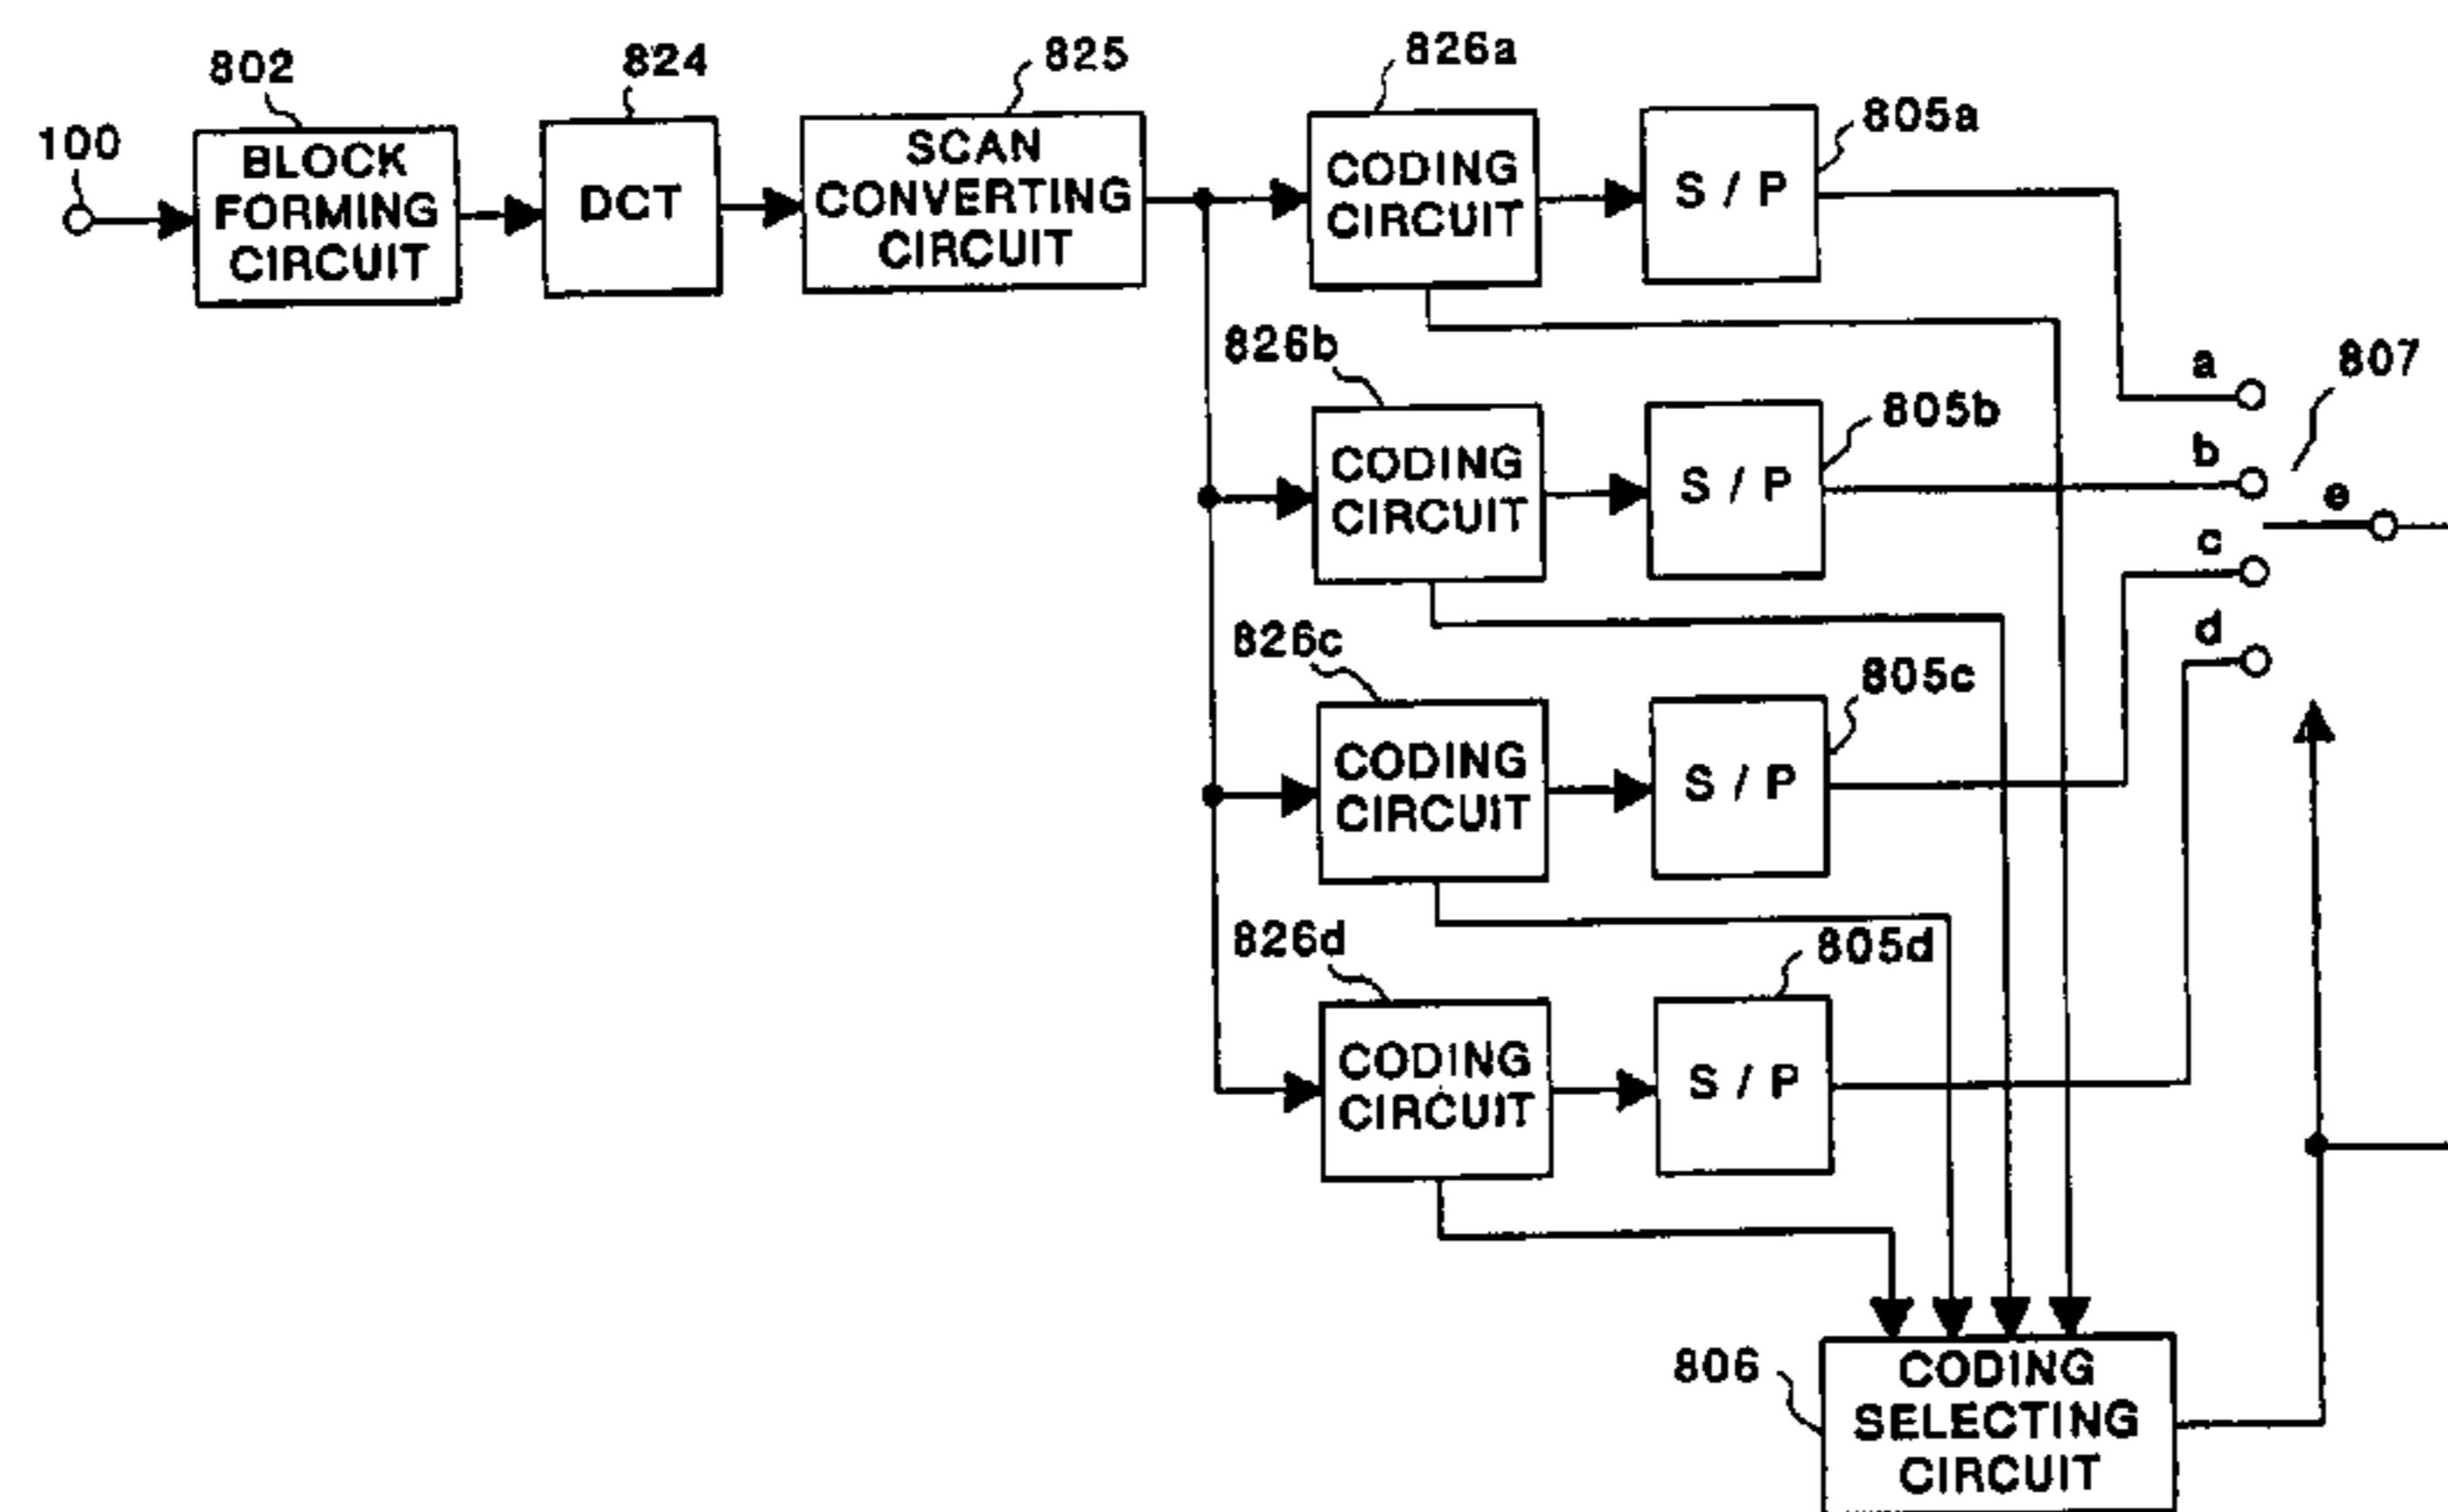 802
824
825
826a
805a
100
BLOCK
FORMING
CIRCUIT
DCT
SCAN
CONVERTING
CIRCUIT
CODING
CIRCUIT
S / P
826b
805b
CODING
CIRCUIT
S / P
a
807
b
e
c
d
826c
805c
CODING
CIRCUIT
S / P
826d
805d
CODING
CIRCUIT
S / P
806
CODING
SELECTING
CIRCUIT